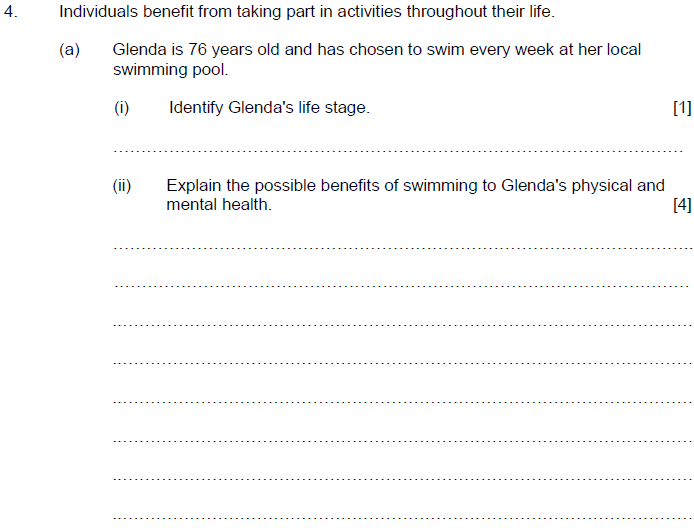 4. Individuals benefit from taking part in activities throughout their life.
(a) Glenda is 76 years old and has chosen to swim every week at her local
swimming pool.
(i) Identify Glenda's life stage. [1]
(ii) Explain the possible benefits of swimming to Glenda's physical and
mental health. [4]